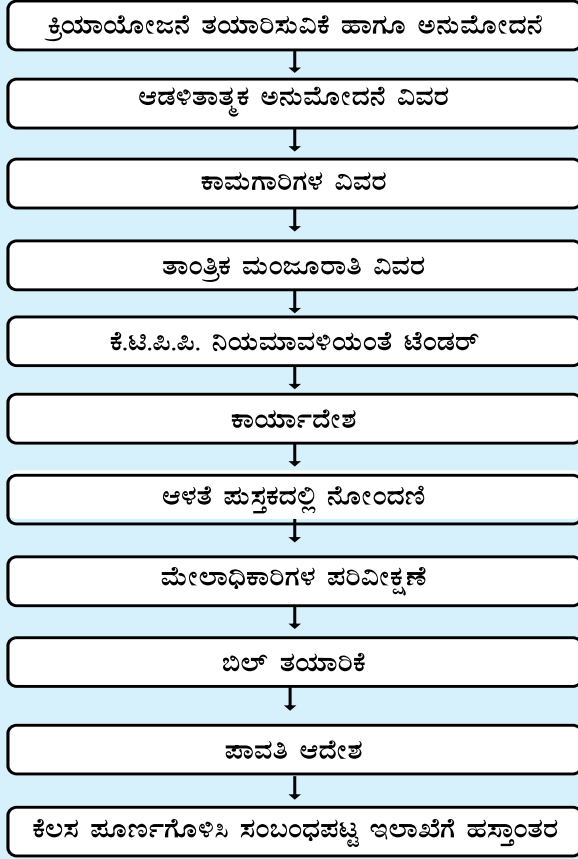 ಕ್ರಿಯಾಯೋಜನೆ ತಯಾರಿಸುವಿಕೆ ಹಾಗೂ ಅನುಮೋದನೆ
ಆಡಳಿತಾತ್ಮಕ ಅನುಮೋದನೆ ವಿವರ
ಕಾಮಗಾರಿಗಳ ವಿವರ
ತಾಂತ್ರಿಕ ಮಂಜೂರಾತಿ ವಿವರ
ಕೆ.ಟಿ.ಪಿ.ಪಿ. ನಿಯಮಾವಳಿಯಂತೆ ಟೆಂಡರ್
ಕಾರ್ಯಾದೇಶ
ಆಳತೆ ಪುಸ್ತಕದಲ್ಲಿ ನೋಂದಣಿ
ಮೇಲಾಧಿಕಾರಿಗಳ ಪರಿವೀಕ್ಷಣೆ
ಬಿಲ್ ತಯಾರಿಕೆ
ಪಾವತಿ ಆದೇಶ
ಕೆಲಸ ಪೂರ್ಣಗೊಳಿಸಿ ಸಂಬಂಧಪಟ್ಟ ಇಲಾಖೆಗೆ ಹಸ್ತಾಂತರ